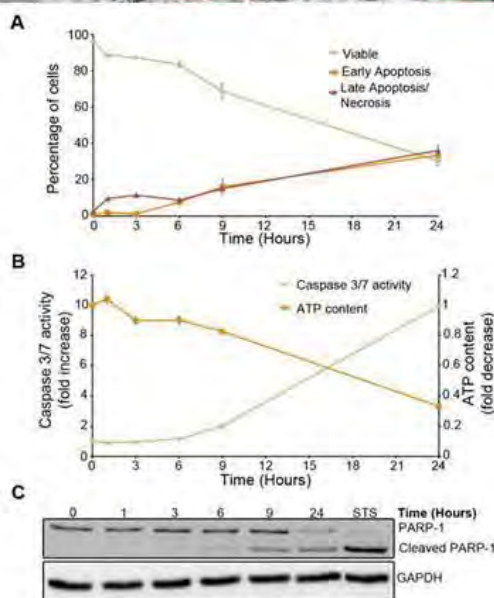 A
100
80
60
40
20
0
Percentage of cells
Viable
Early Apoptosis
Late Apoptosis/
Necrosis
0 3 6 9 12 15 18 21 24
Time (Hours)
B
12
10
8
6
4
2
0
Caspase 3/7 activity
(fold increase)
Caspase 3/7 activity
ATP content
1.2
1
0.8
0.6
0.4
0.2
0
ATP content
(fold decrease)
0 3 6 9 12 15 18 21 24
Time (Hours)
C
0 1 3 6 9 24 STS Time (Hours)
PARP-1
Cleaved PARP-1
GAPDH